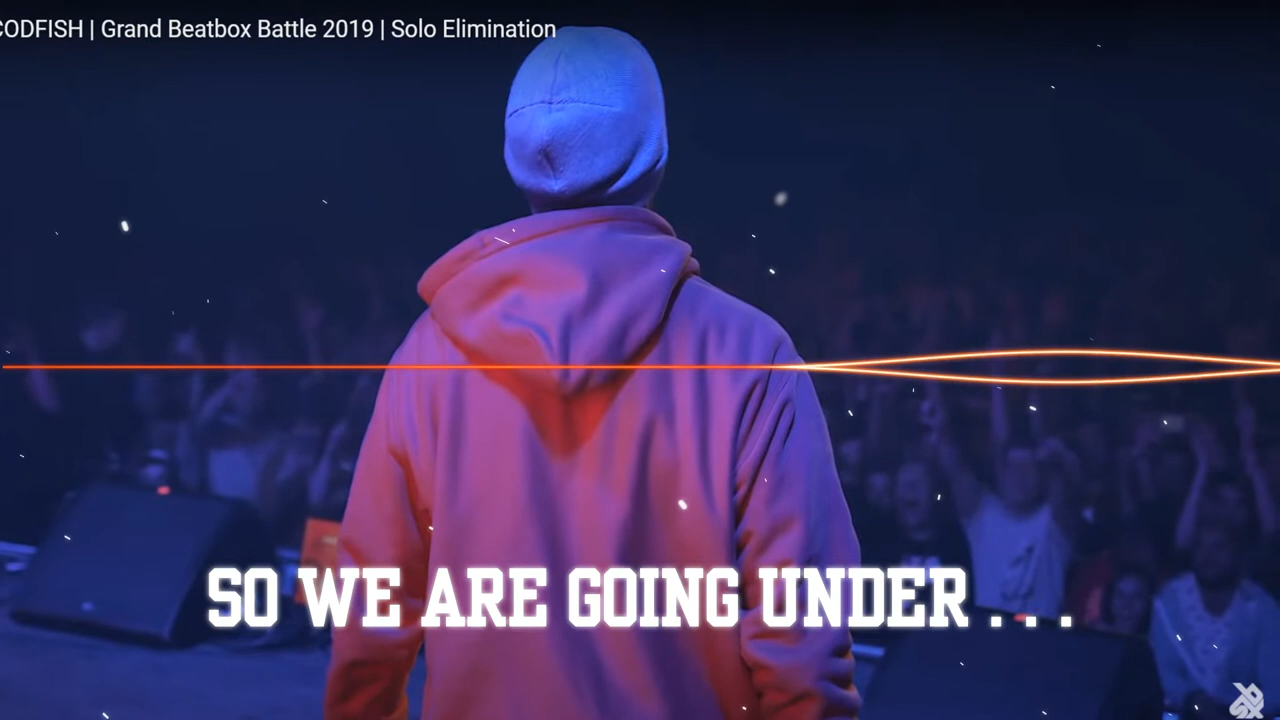 CODFISH | Grand Beatbox Battle 2019 | Solo Elimination
SO WE ARE GOING UNDER . . .